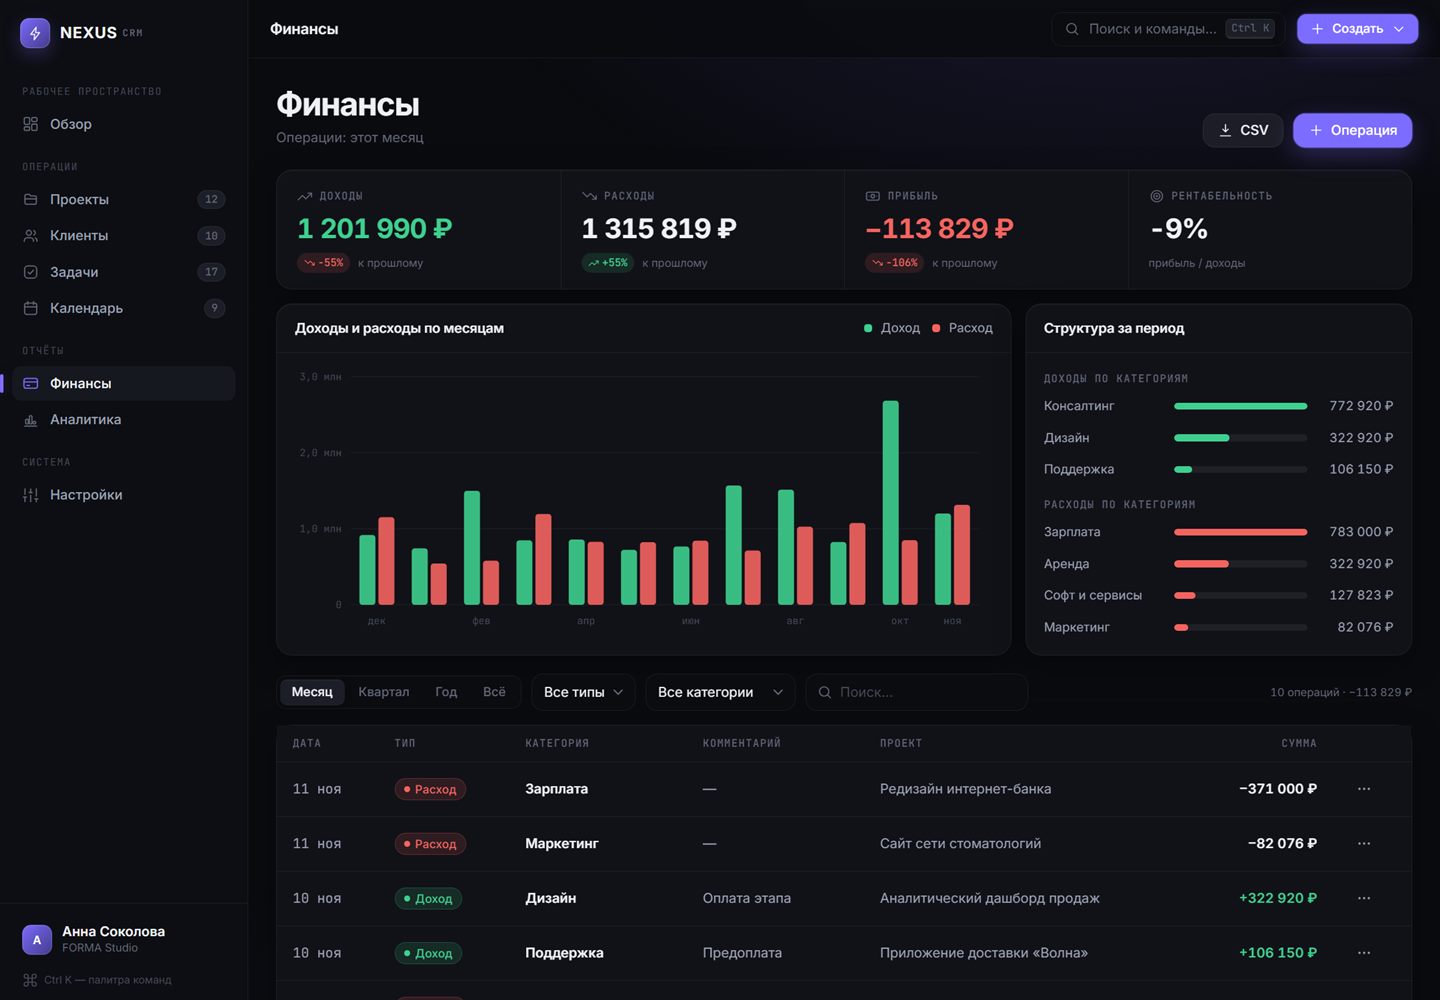 NEXUS CRM
РАБОЧЕЕ ПРОСТРАНСТВО
Обзор
ОПЕРАЦИИ
Проекты 12
Клиенты 10
Задачи 17
Календарь 9
ОТЧЁТЫ
Финансы
Аналитика
СИСТЕМА
Настройки
A
Анна Соколова
FORMA Studio
Ctrl K — палитра команд
Финансы
Поиск и команды... Ctrl K
Создать
Финансы
Операции: этот месяц
CSV
Операция
ДОХОДЫ
1 201 990 ₽
-55% к прошлому
РАСХОДЫ
1 315 819 ₽
+55% к прошлому
ПРИБЫЛЬ
−113 829 ₽
-106% к прошлому
РЕНТАБЕЛЬНОСТЬ
-9%
прибыль / доходы
Доходы и расходы по месяцам
Доход Расход
3,0 млн
2,0 млн
1,0 млн
0
дек фев апр июн авг окт ноя
Структура за период
ДОХОДЫ ПО КАТЕГОРИЯМ
Консалтинг 772 920 ₽
Дизайн 322 920 ₽
Поддержка 106 150 ₽
РАСХОДЫ ПО КАТЕГОРИЯМ
Зарплата 783 000 ₽
Аренда 322 920 ₽
Софт и сервисы 127 823 ₽
Маркетинг 82 076 ₽
Месяц Квартал Год Всё
Все типы
Все категории
Поиск...
10 операций · −113 829 ₽
ДАТА ТИП КАТЕГОРИЯ КОММЕНТАРИЙ ПРОЕКТ СУММА
11 ноя Расход Зарплата — Редизайн интернет-банка −371 000 ₽ ...
11 ноя Расход Маркетинг — Сайт сети стоматологий −82 076 ₽ ...
10 ноя Доход Дизайн Оплата этапа Аналитический дашборд продаж +322 920 ₽ ...
10 ноя Доход Поддержка Предоплата Приложение доставки «Волна» +106 150 ₽ ...